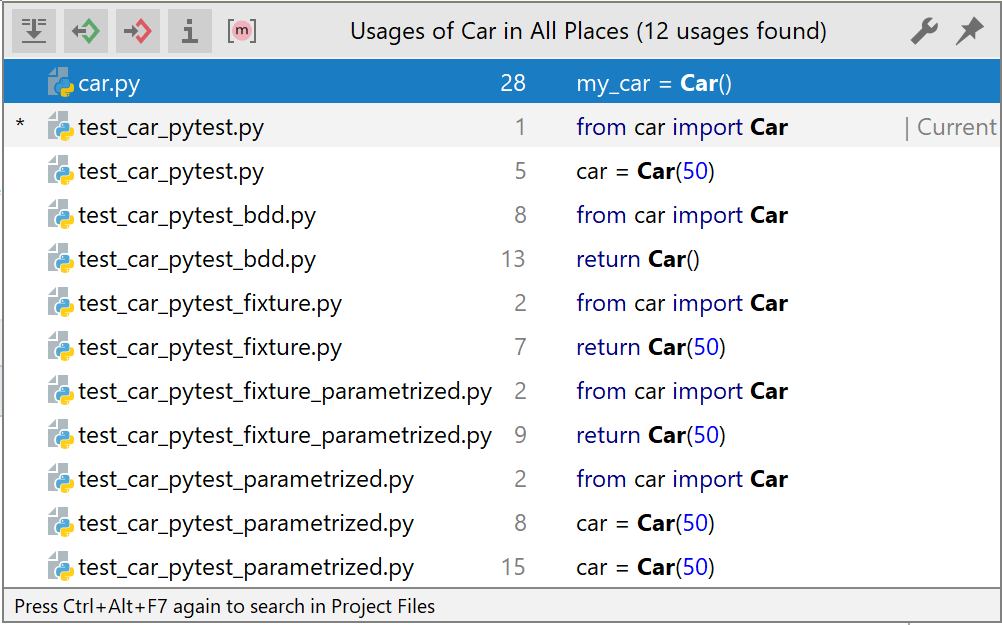 [m] Usages of Car in All Places (12 usages found)
car.py 28 my_car = Car()
* test_car_pytest.py 1 from car import Car | Current
test_car_pytest.py 5 car = Car(50)
test_car_pytest_bdd.py 8 from car import Car
test_car_pytest_bdd.py 13 return Car()
test_car_pytest_fixture.py 2 from car import Car
test_car_pytest_fixture.py 7 return Car(50)
test_car_pytest_fixture_parametrized.py 2 from car import Car
test_car_pytest_fixture_parametrized.py 9 return Car(50)
test_car_pytest_parametrized.py 2 from car import Car
test_car_pytest_parametrized.py 8 car = Car(50)
test_car_pytest_parametrized.py 15 car = Car(50)
Press Ctrl+Alt+F7 again to search in Project Files